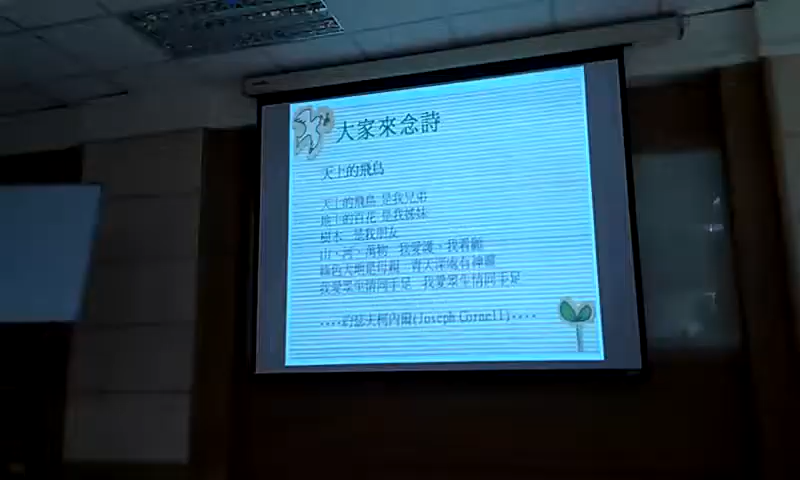 大家來念詩
天上的飛鳥
天上的飛鳥 是我兄弟
地上的百花 是我姊妹
樹木 是我朋友
山、河、萬物 我愛護、我看顧
綠色大地是母親 青天深處有神靈
我愛眾生情同手足 我愛眾生情同手足
····約瑟夫柯內爾(Joseph Cornell)····